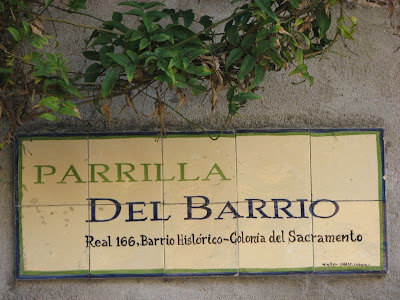 PARRILLA
DEL BARRIO
Real 166, Barrio Histórico-Colonia del Sacramento